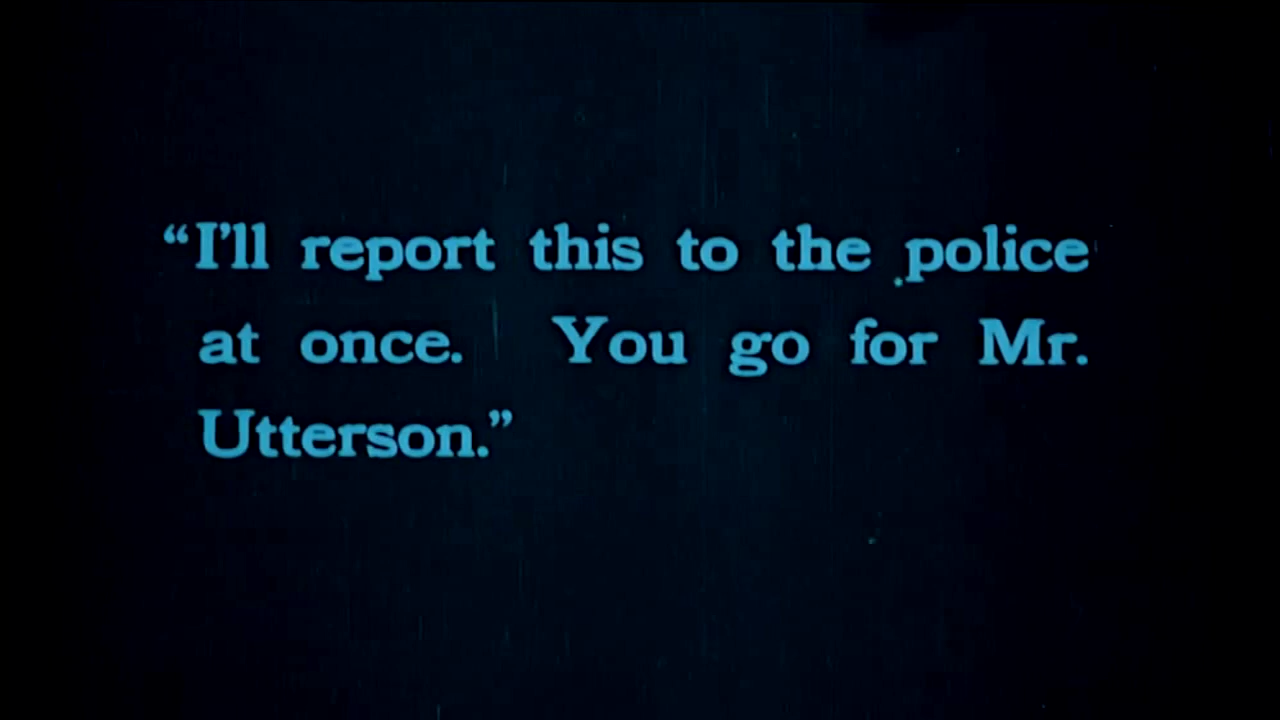 “I’ll report this to the police
at once. You go for Mr.
Utterson.”